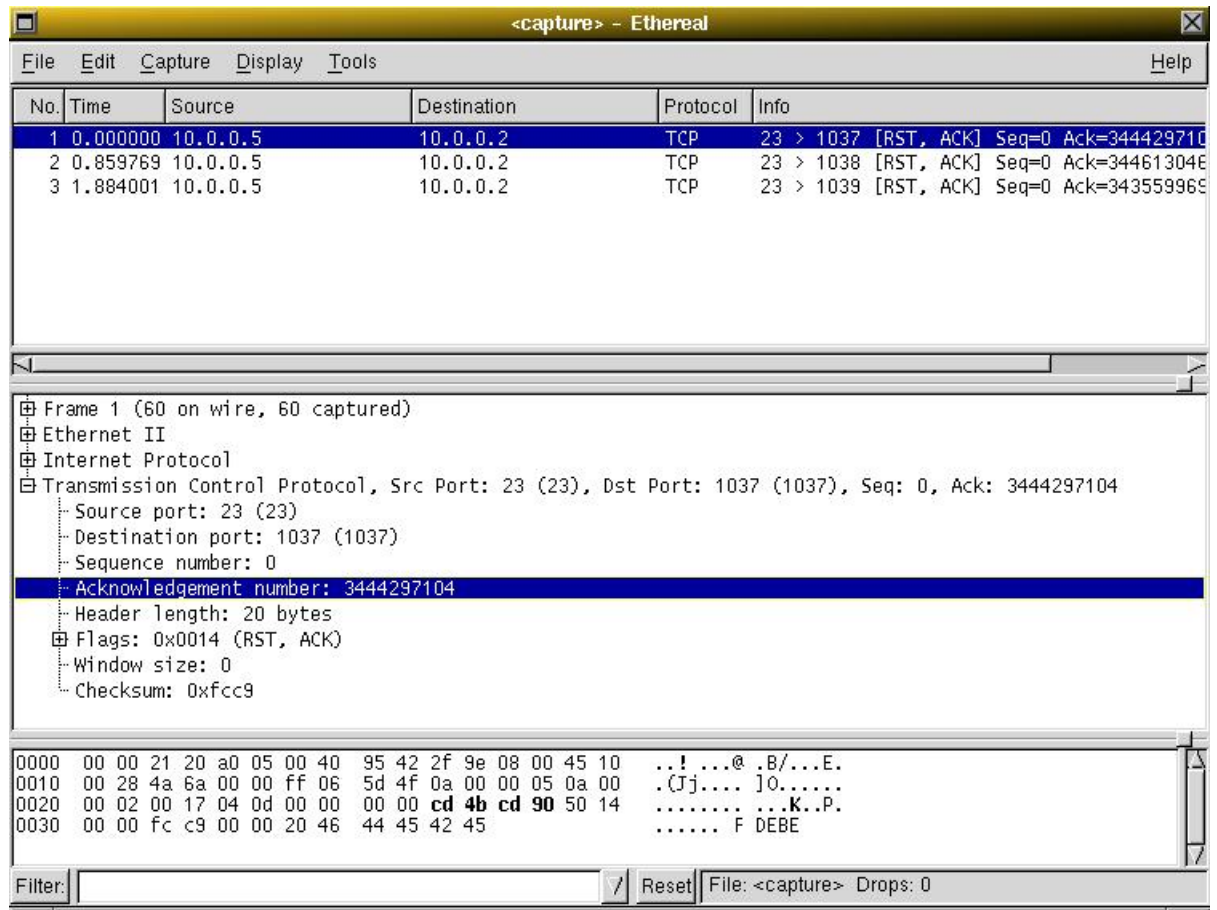 <capture> - Ethereal
File Edit Capture Display Tools Help
No. Time Source Destination Protocol Info
1 0.000000 10.0.0.5 10.0.0.2 TCP 23 > 1037 [RST, ACK] Seq=0 Ack=344429710
2 0.859769 10.0.0.5 10.0.0.2 TCP 23 > 1038 [RST, ACK] Seq=0 Ack=344613046
3 1.884001 10.0.0.5 10.0.0.2 TCP 23 > 1039 [RST, ACK] Seq=0 Ack=343559969
Frame 1 (60 on wire, 60 captured)
Ethernet II
Internet Protocol
Transmission Control Protocol, Src Port: 23 (23), Dst Port: 1037 (1037), Seq: 0, Ack: 3444297104
Source port: 23 (23)
Destination port: 1037 (1037)
Sequence number: 0
Acknowledgement number: 3444297104
Header length: 20 bytes
Flags: 0x0014 (RST, ACK)
Window size: 0
Checksum: 0xfcc9
0000 00 00 21 20 a0 05 00 40 95 42 2f 9e 08 00 45 10 ..! ...@ .B/...E.
0010 00 28 4a 6a 00 00 ff 06 5d 4f 0a 00 00 05 0a 00 .(Jj.... ]O......
0020 00 02 00 17 04 0d 00 00 00 00 cd 4b cd 90 50 14 ........ ...K..P.
0030 00 00 fc c9 00 00 20 46 44 45 42 45 ...... F DEBE
Filter: Reset File: <capture> Drops: 0